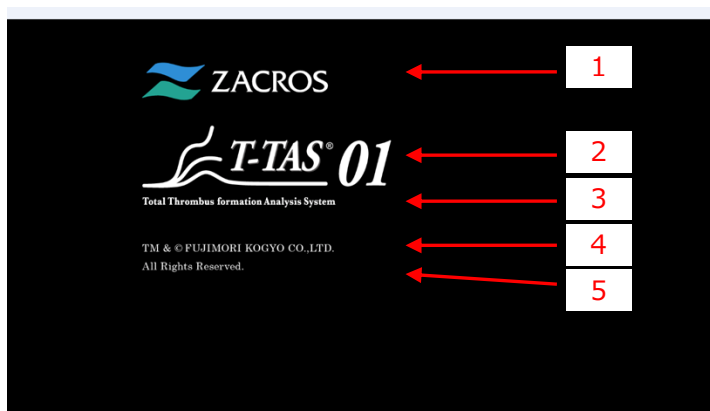 ZACROS
1
T-TAS® 01
2
Total Thrombus formation Analysis System
3
TM & © FUJIMORI KOGYO CO.,LTD.
4
All Rights Reserved.
5